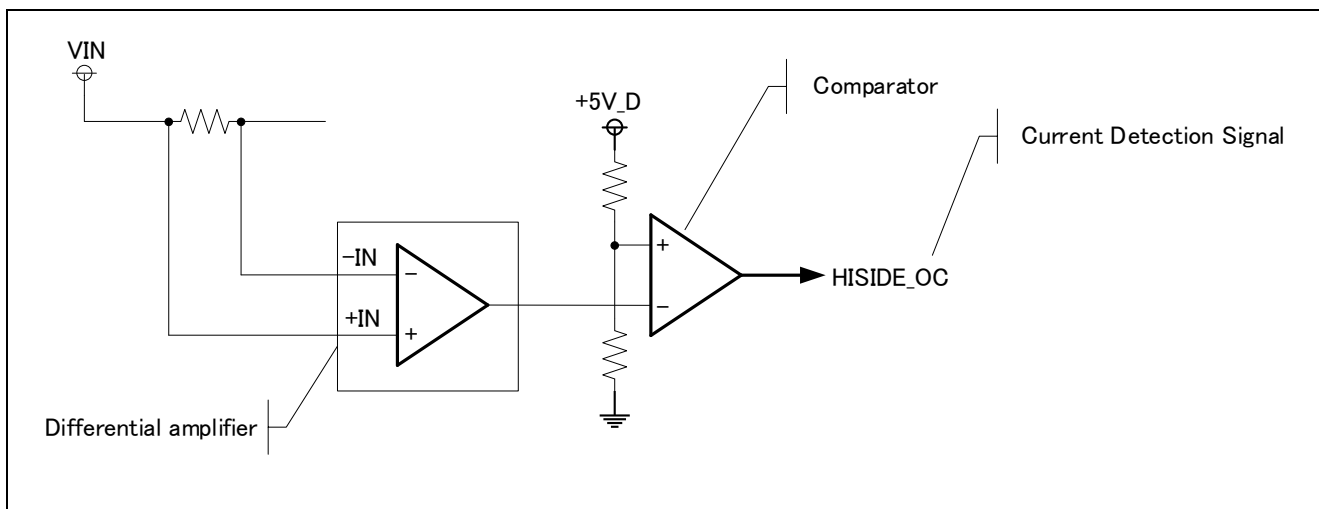 VIN
Comparator
+5V_D
Current Detection Signal
+
−IN
−
HISIDE_OC
−
+IN
+
Differential amplifier